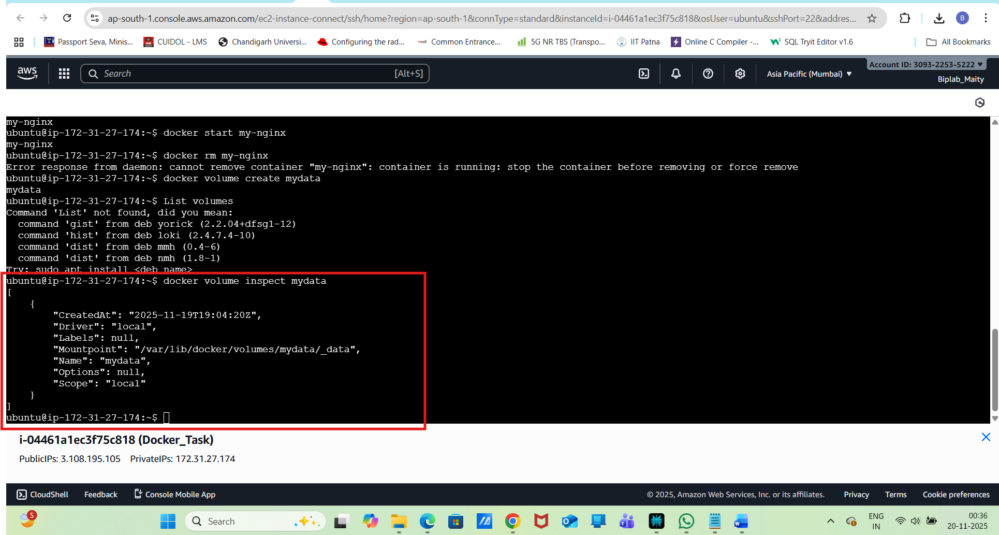 ap-south-1.console.aws.amazon.com/ec2-instance-connect/ssh/home?region=ap-south-1&connType=standard&instanceId=i-04461a1ec3f75c818&osUser=ubuntu&sshPort=22&addres...
B
Passport Seva, Minis...
CUIDOL - LMS
Chandigarh Universi...
Configuring the rad...
Common Entrance...
5G NR TBS (Transpo...
IIT Patna
Online C Compiler -...
SQL Tryit Editor v1.6
All Bookmarks
aws
Search
[Alt+S]
Asia Pacific (Mumbai)
Account ID: 3093-2253-5222
Biplab_Maity
my-nginx
ubuntu@ip-172-31-27-174:~$ docker start my-nginx
my-nginx
ubuntu@ip-172-31-27-174:~$ docker rm my-nginx
Error response from daemon: cannot remove container "my-nginx": container is running: stop the container before removing or force remove
ubuntu@ip-172-31-27-174:~$ docker volume create mydata
mydata
ubuntu@ip-172-31-27-174:~$ List volumes
Command 'List' not found, did you mean:
  command 'gist' from deb yorick (2.2.04+dfsg1-12)
  command 'hist' from deb loki (2.4.7.4-10)
  command 'dist' from deb mmh (0.4-6)
  command 'dist' from deb nmh (1.8-1)
Try: sudo apt install <deb name>
ubuntu@ip-172-31-27-174:~$ docker volume inspect mydata
[
    {
        "CreatedAt": "2025-11-19T19:04:20Z",
        "Driver": "local",
        "Labels": null,
        "Mountpoint": "/var/lib/docker/volumes/mydata/_data",
        "Name": "mydata",
        "Options": null,
        "Scope": "local"
    }
]
ubuntu@ip-172-31-27-174:~$
i-04461a1ec3f75c818 (Docker_Task)
PublicIPs: 3.108.195.105 PrivateIPs: 172.31.27.174
CloudShell
Feedback
Console Mobile App
© 2025, Amazon Web Services, Inc. or its affiliates.
Privacy
Terms
Cookie preferences
5
Search
ENG
IN
00:36
20-11-2025